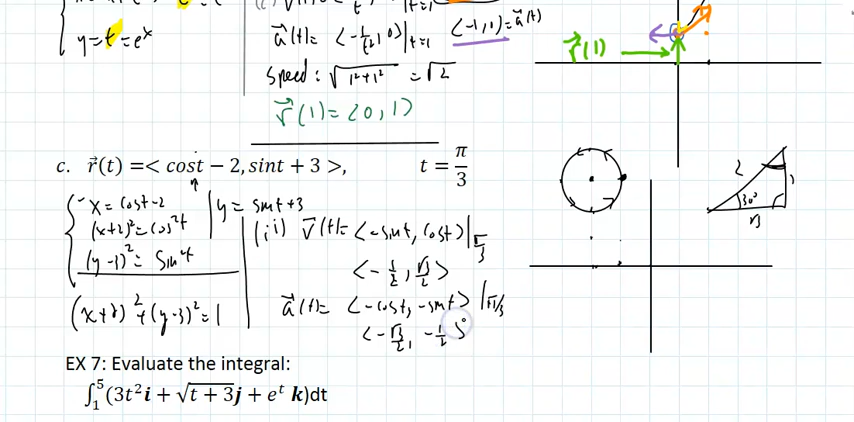 y = t = eˣ
a⃗(t) = ⟨-1/t², 0⟩|t=1 ⟨-1,0⟩ = a⃗(t)
speed: √(1²+1²) = √2
r⃗(1) = ⟨0, 1⟩
r⃗(1)
c. r⃗(t) =< cost − 2, sint + 3 >, t = π/3
x = cost-2 | y = sint+3
(x+2)² = cos²t
(y-3)² = sin²t
(x+2)² + (y-3)² = 1
(ii) v⃗(t) = ⟨-sint, cost⟩|π/3
⟨-1/2, √3/2⟩
a⃗(t) = ⟨-cost, -sint⟩|π/3
⟨-√3/2, -1/2
2
1
30°
√3
EX 7: Evaluate the integral:
∫₁⁵(3t²i + √(t + 3)j + eᵗ k)dt